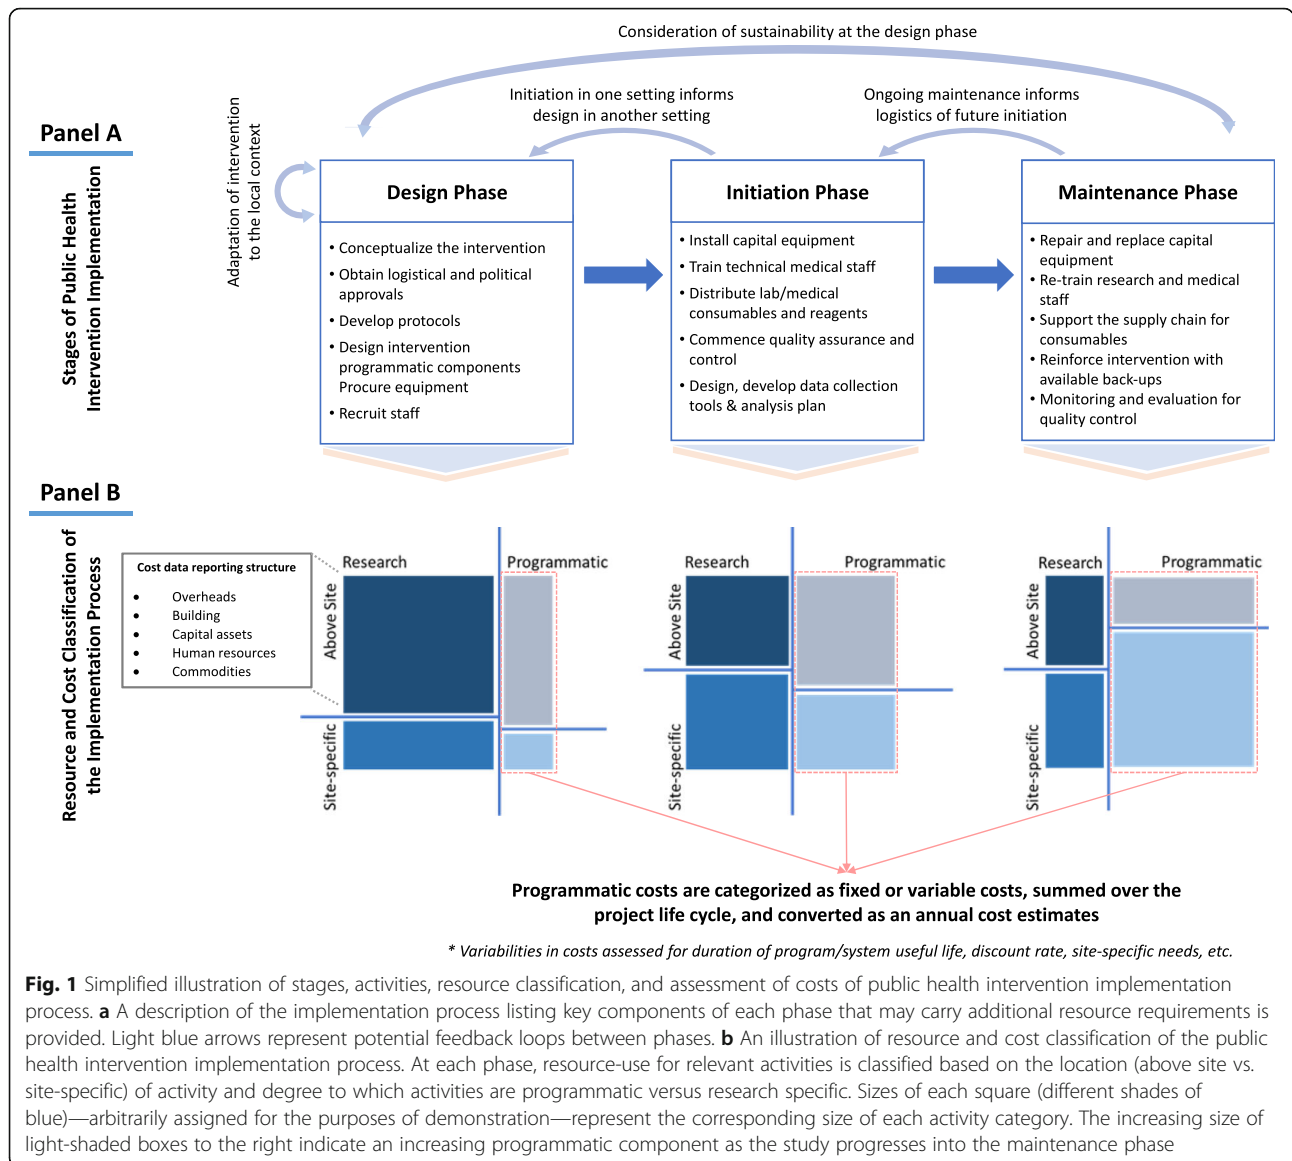 Consideration of sustainability at the design phase
Initiation in one setting informs
design in another setting
Ongoing maintenance informs
logistics of future initiation
Panel A
Stages of Public Health
Intervention Implementation
Adaptation of intervention
to the local context
Design Phase
• Conceptualize the intervention
• Obtain logistical and political
approvals
• Develop protocols
• Design intervention
programmatic components
Procure equipment
• Recruit staff
Initiation Phase
• Install capital equipment
• Train technical medical staff
• Distribute lab/medical
consumables and reagents
• Commence quality assurance and
control
• Design, develop data collection
tools & analysis plan
Maintenance Phase
• Repair and replace capital
equipment
• Re-train research and medical
staff
• Support the supply chain for
consumables
• Reinforce intervention with
available back-ups
• Monitoring and evaluation for
quality control
Panel B
Resource and Cost Classification of
the Implementation Process
Cost data reporting structure
• Overheads
• Building
• Capital assets
• Human resources
• Commodities
Research
Programmatic
Above Site
Site-specific
Research
Programmatic
Above Site
Site-specific
Research
Programmatic
Above Site
Site-specific
Programmatic costs are categorized as fixed or variable costs, summed over the
project life cycle, and converted as an annual cost estimates
* Variabilities in costs assessed for duration of program/system useful life, discount rate, site-specific needs, etc.
Fig. 1 Simplified illustration of stages, activities, resource classification, and assessment of costs of public health intervention implementation
process. a A description of the implementation process listing key components of each phase that may carry additional resource requirements is
provided. Light blue arrows represent potential feedback loops between phases. b An illustration of resource and cost classification of the public
health intervention implementation process. At each phase, resource-use for relevant activities is classified based on the location (above site vs.
site-specific) of activity and degree to which activities are programmatic versus research specific. Sizes of each square (different shades of
blue)—arbitrarily assigned for the purposes of demonstration—represent the corresponding size of each activity category. The increasing size of
light-shaded boxes to the right indicate an increasing programmatic component as the study progresses into the maintenance phase